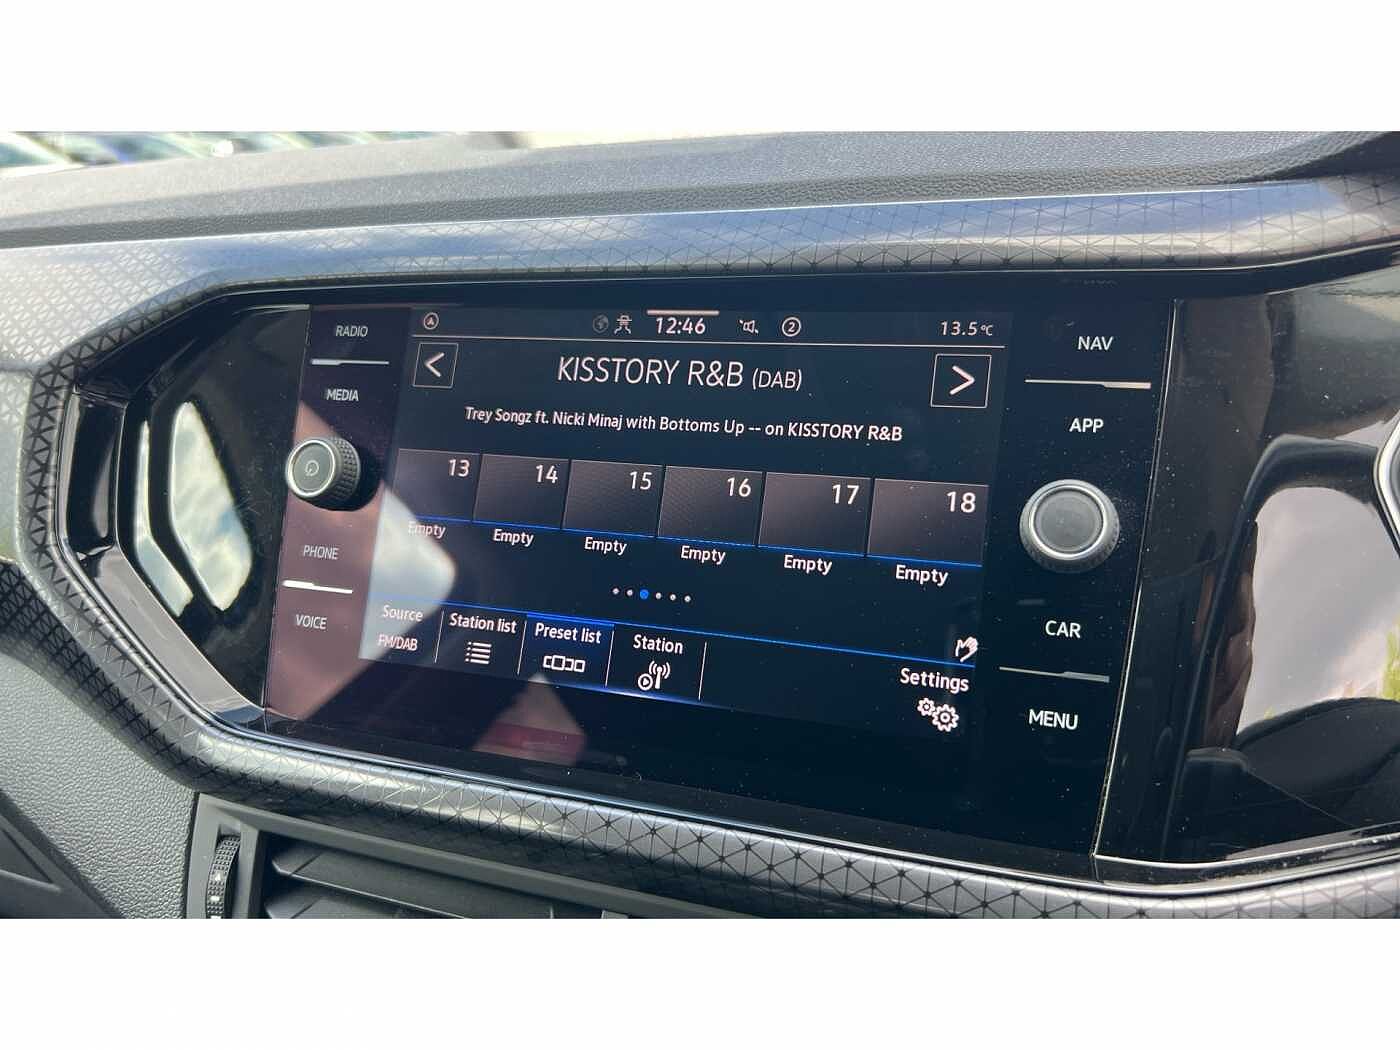 RADIO
MEDIA
PHONE
VOICE
12:46
2
13.5°C
KISSTORY R&B (DAB)
Trey Songz ft. Nicki Minaj with Bottoms Up -- on KISSTORY R&B
13 14 15 16 17 18
Empty Empty Empty Empty Empty Empty
Source Station list Preset list Station
FM/DAB
Settings
NAV
APP
CAR
MENU